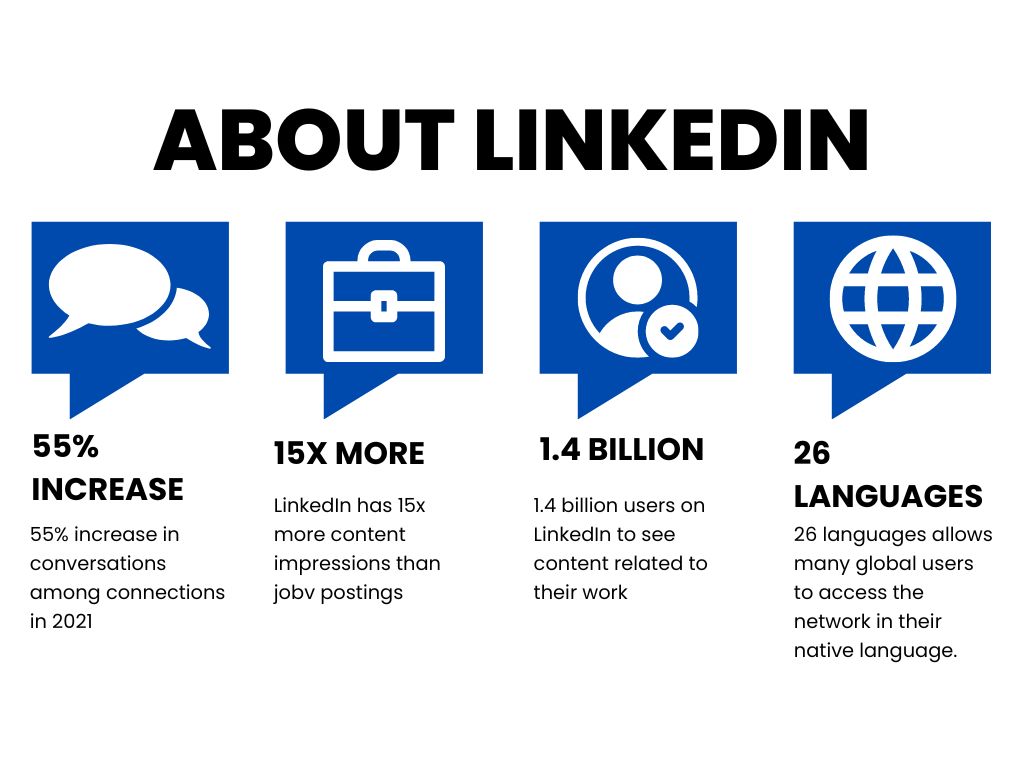 ABOUT LINKEDIN
55%
INCREASE
55% increase in
conversations
among connections
in 2021
15X MORE
LinkedIn has 15x
more content
impressions than
jobv postings
1.4 BILLION
1.4 billion users on
LinkedIn to see
content related to
their work
26
LANGUAGES
26 languages allows
many global users
to access the
network in their
native language.